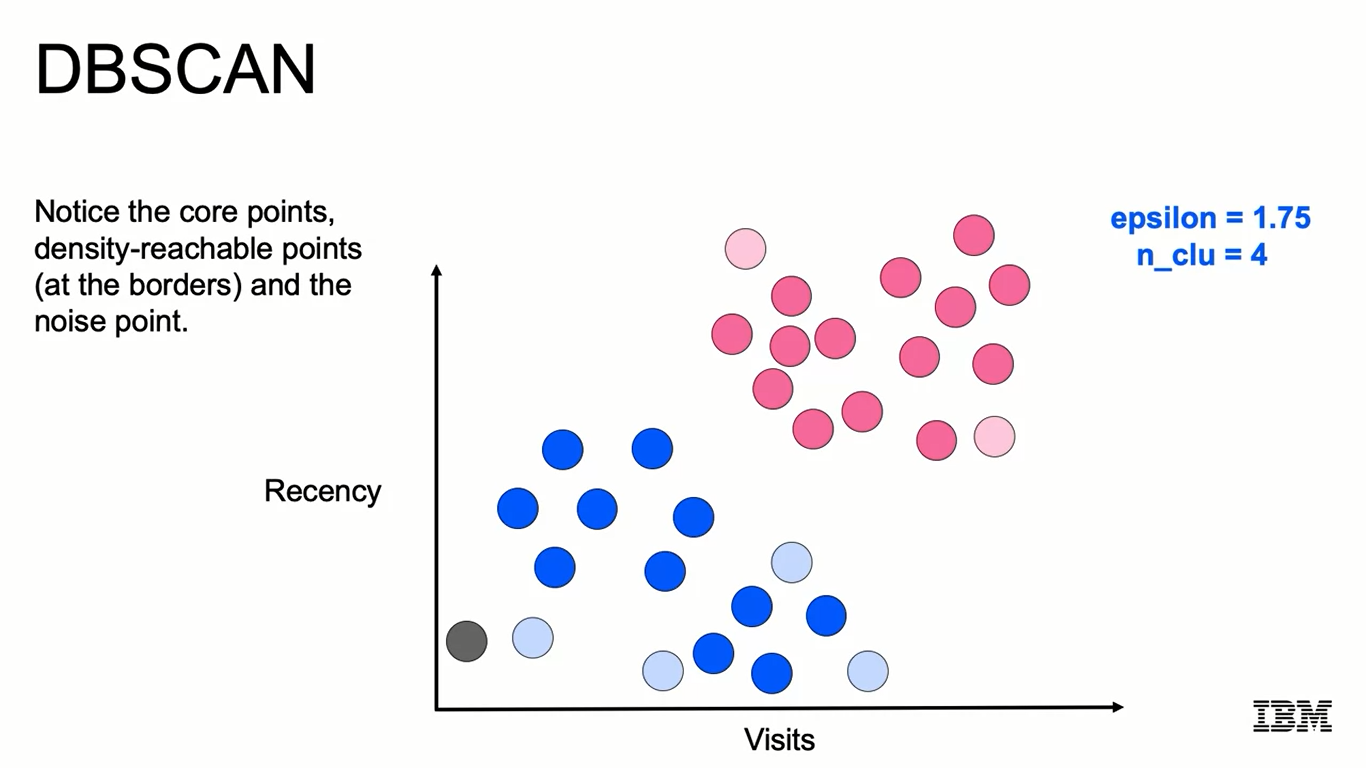 DBSCAN
Notice the core points,
density-reachable points
(at the borders) and the
noise point.
epsilon = 1.75
n_clu = 4
Recency
Visits
IBM